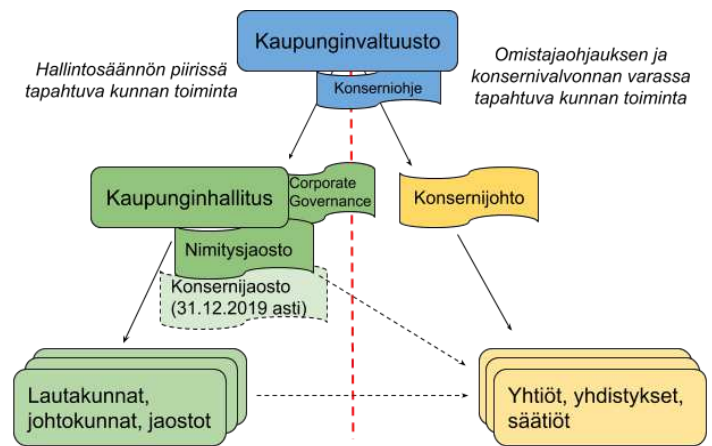 Kaupunginvaltuusto
Hallintosäännön piirissä
tapahtuva kunnan toiminta
Konserniohje
Omistajaohjauksen ja
konsernivalvonnan varassa
tapahtuva kunnan toiminta
Kaupunginhallitus
Corporate
Governance
Konsernijohto
Nimitysjaosto
Konsernijaosto
(31.12.2019 asti)
Lautakunnat,
johtokunnat, jaostot
Yhtiöt, yhdistykset,
säätiöt